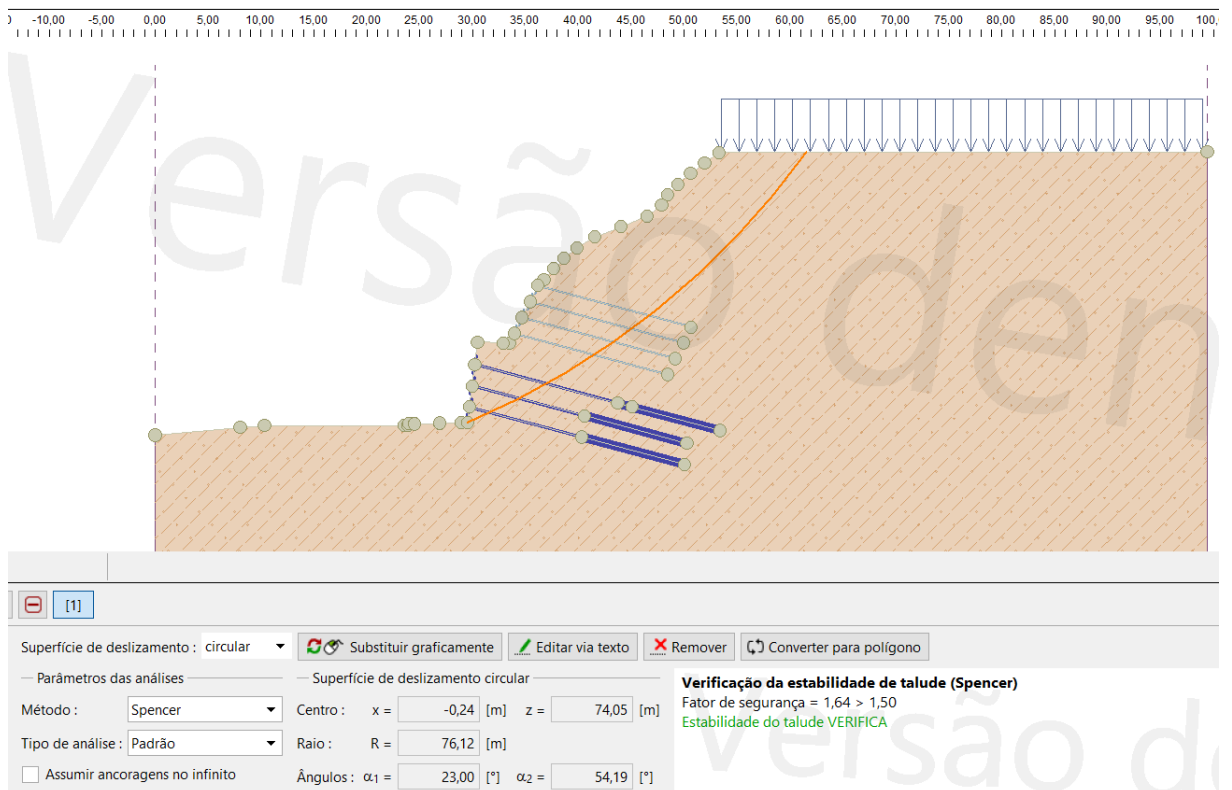 0 -10,00 -5,00 0,00 5,00 10,00 15,00 20,00 25,00 30,00 35,00 40,00 45,00 50,00 55,00 60,00 65,00 70,00 75,00 80,00 85,00 90,00 95,00 100,
Versão den
[1]
Superfície de deslizamento : circular Substituir graficamente Editar via texto Remover Converter para polígono
Parâmetros das análises Superfície de deslizamento circular
Verificação da estabilidade de talude (Spencer)
Método : Spencer Centro : x = -0,24 [m] z = 74,05 [m]
Fator de segurança = 1,64 > 1,50
Estabilidade do talude VERIFICA
Tipo de análise : Padrão Raio : R = 76,12 [m]
Assumir ancoragens no infinito Ângulos : α1 = 23,00 [°] α2 = 54,19 [°]
Versão de